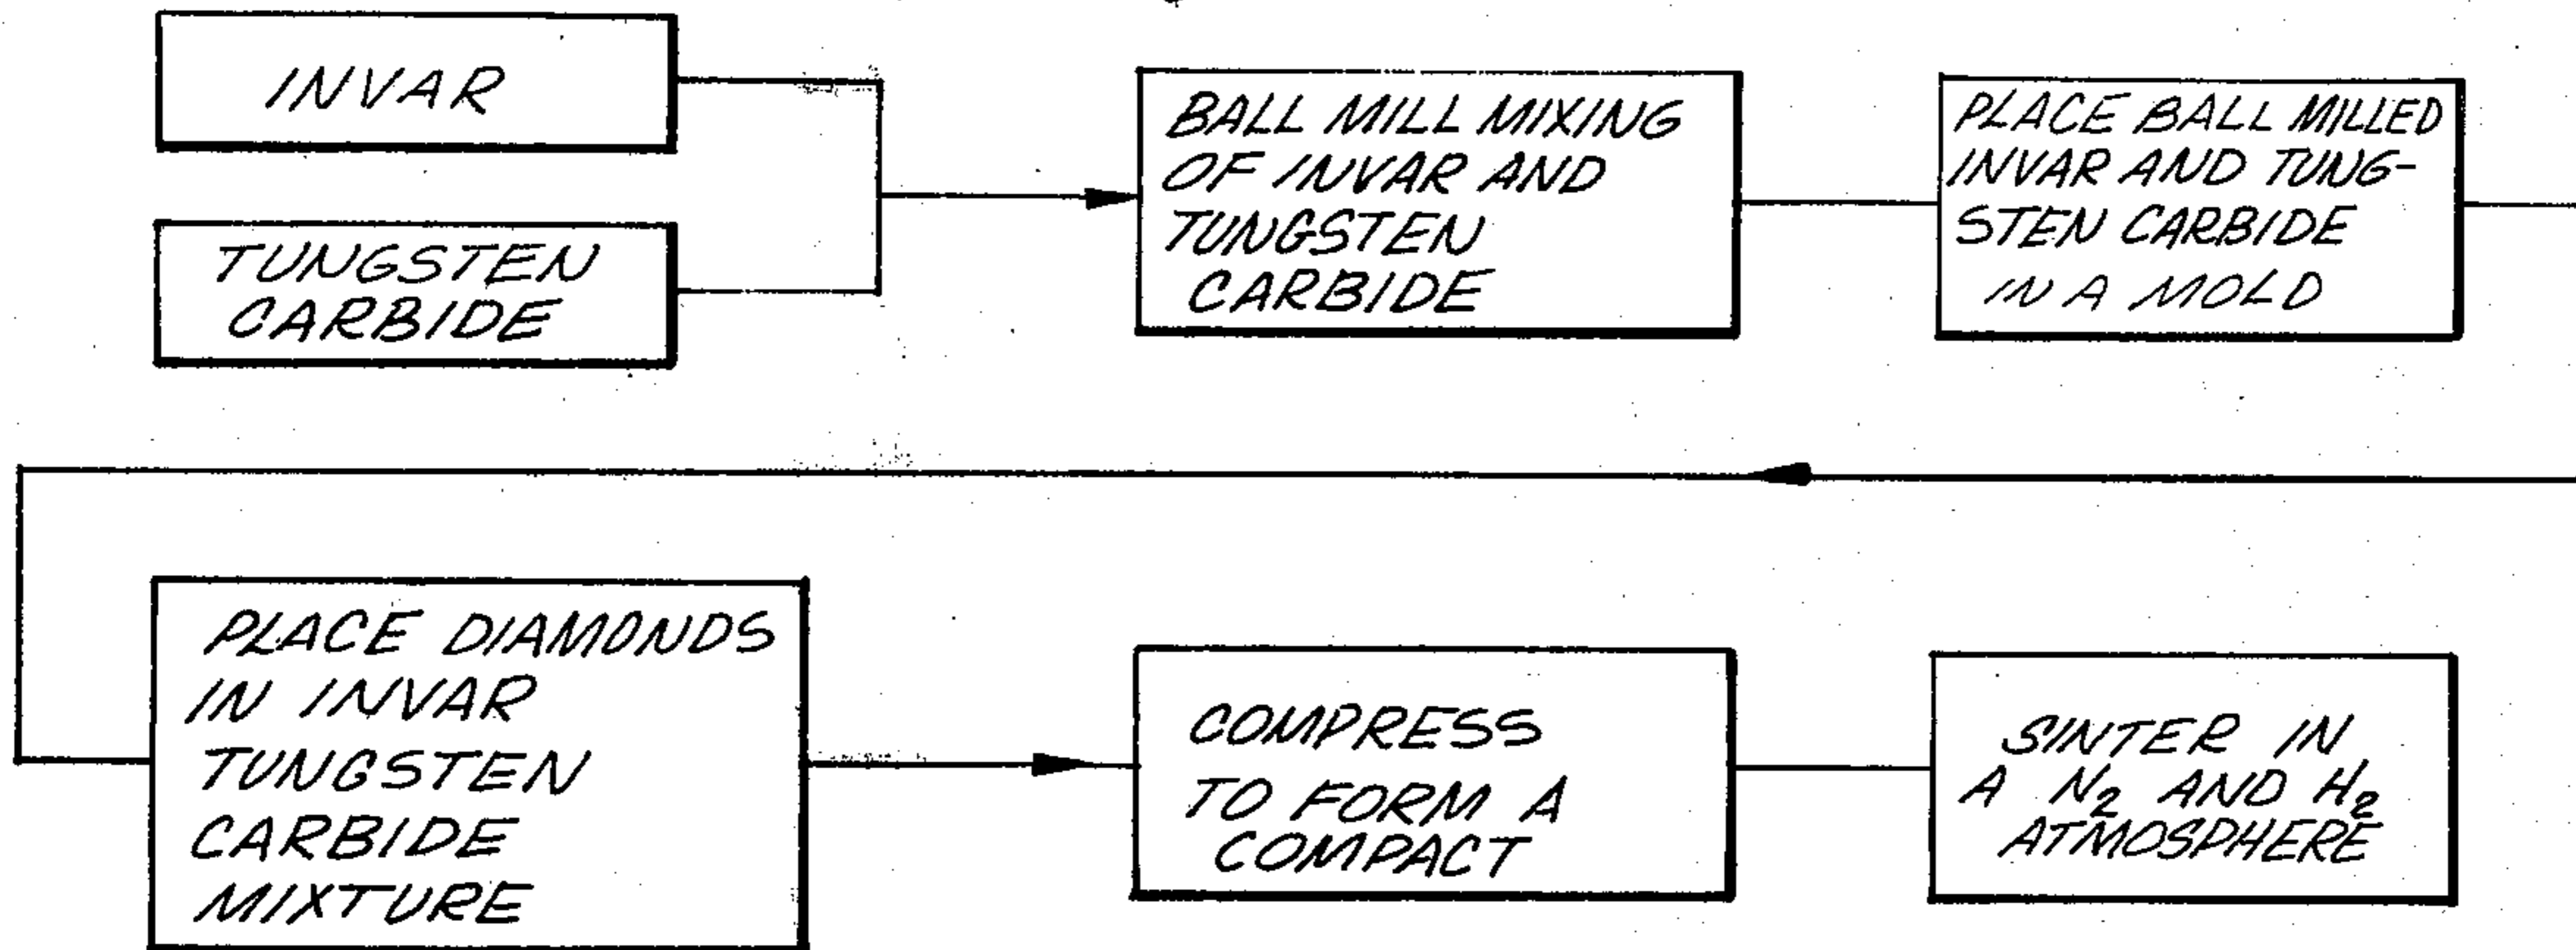 INVAR
TUNGSTEN
CARBIDE
BALL MILL MIXING
OF INVAR AND
TUNGSTEN
CARBIDE
PLACE BALL MILLED
INVAR AND TUNG-
STEN CARBIDE
IN A MOLD
PLACE DIAMONDS
IN INVAR
TUNGSTEN
CARBIDE
MIXTURE
COMPRESS
TO FORM A
COMPACT
SINTER IN
A N₂ AND H₂
ATMOSPHERE